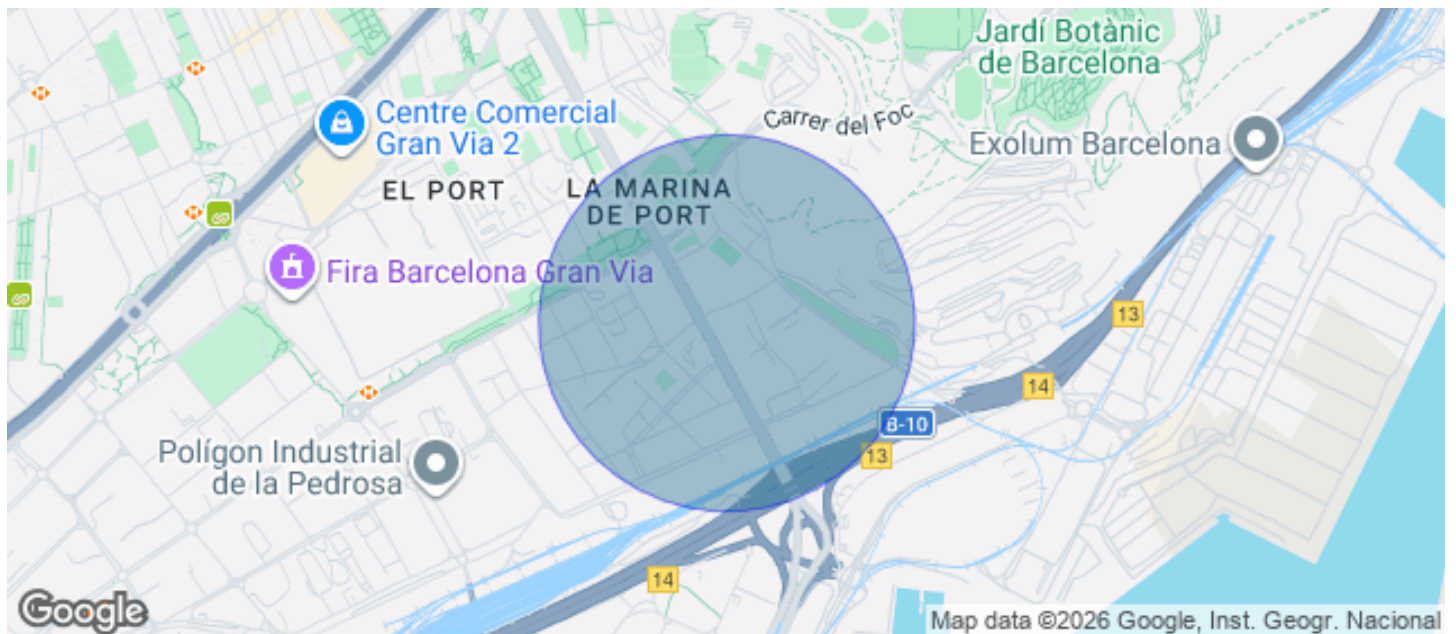 Jardí Botànic
de Barcelona
Carrer del Foc
Centre Comercial
Gran Via 2
Exolum Barcelona
EL PORT
LA MARINA
DE PORT
Fira Barcelona Gran Via
13
14
B-10
13
Polígon Industrial
de la Pedrosa
14
Google
Map data ©2026 Google, Inst. Geogr. Nacional